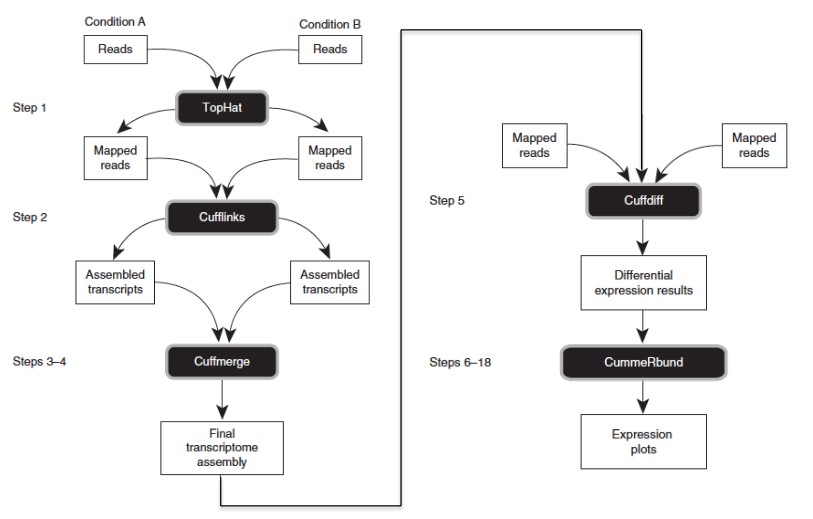 Condition A
Condition B
Reads
Reads
Step 1
TopHat
Mapped
reads
Mapped
reads
Step 2
Cufflinks
Assembled
transcripts
Assembled
transcripts
Steps 3–4
Cuffmerge
Final
transcriptome
assembly
Mapped
reads
Mapped
reads
Step 5
Cuffdiff
Differential
expression results
Steps 6–18
CummeRbund
Expression
plots